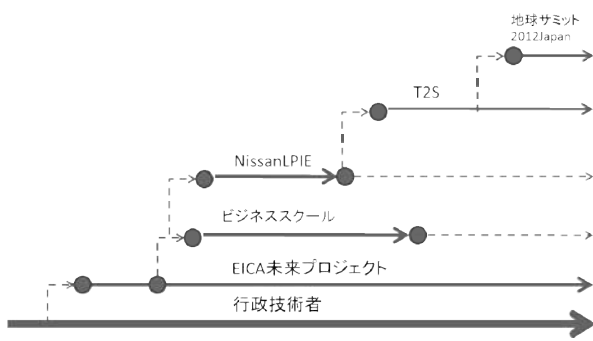 地球サミット
2012Japan
T2S
NissanLPIE
ビジネススクール
EICA未来プロジェクト
行政技術者